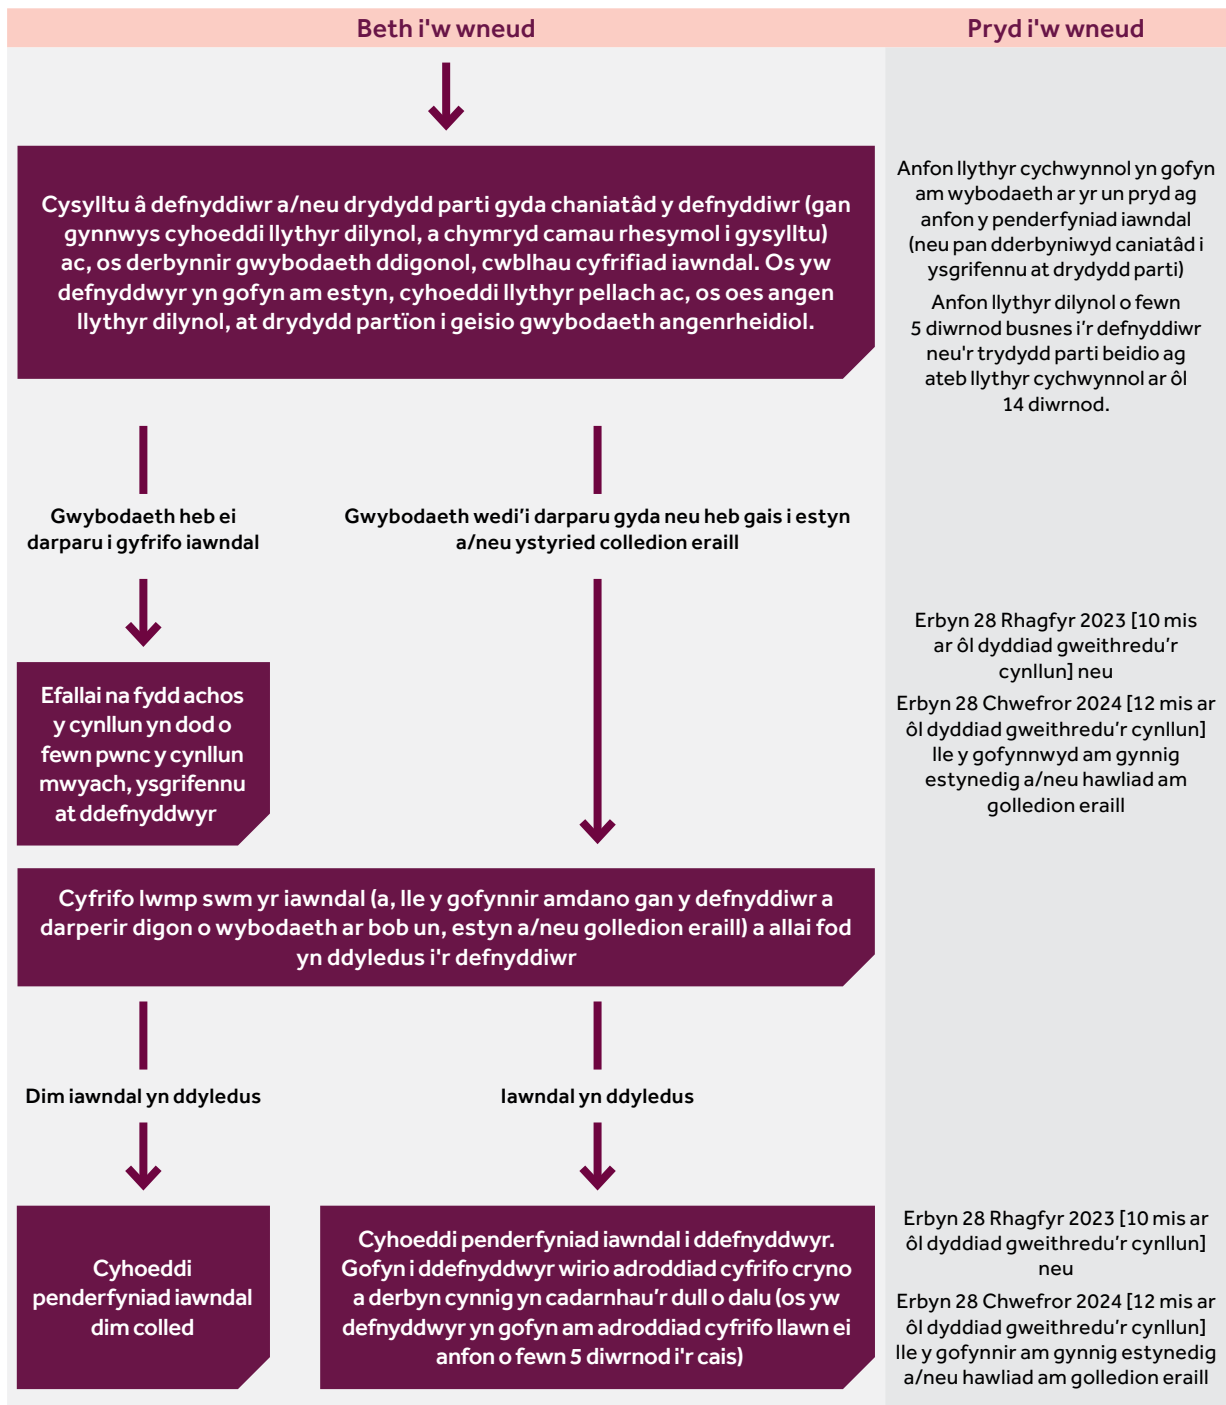 Beth i'w wneud
Pryd i'w wneud
Cysylltu â defnyddiwr a/neu drydydd parti gyda chaniatâd y defnyddiwr (gan
gynnwys cyhoeddi llythyr dilynol, a chymryd camau rhesymol i gysylltu)
ac, os derbynnir gwybodaeth ddigonol, cwblhau cyfrifiad iawndal. Os yw
defnyddwyr yn gofyn am estyn, cyhoeddi llythyr pellach ac, os oes angen
llythyr dilynol, at drydydd partïon i geisio gwybodaeth angenrheidiol.
Anfon llythyr cychwynnol yn gofyn
am wybodaeth ar yr un pryd ag
anfon y penderfyniad iawndal
(neu pan dderbyniwyd caniatâd i
ysgrifennu at drydydd parti)
Anfon llythyr dilynol o fewn
5 diwrnod busnes i'r defnyddiwr
neu'r trydydd parti beidio ag
ateb llythyr cychwynnol ar ôl
14 diwrnod.
Gwybodaeth heb ei
darparu i gyfrifo iawndal
Gwybodaeth wedi'i darparu gyda neu heb gais i estyn
a/neu ystyried colledion eraill
Efallai na fydd achos
y cynllun yn dod o
fewn pwnc y cynllun
mwyach, ysgrifennu
at ddefnyddwyr
Erbyn 28 Rhagfyr 2023 [10 mis
ar ôl dyddiad gweithredu'r
cynllun] neu
Erbyn 28 Chwefror 2024 [12 mis ar
ôl dyddiad gweithredu'r cynllun]
lle y gofynnwyd am gynnig
estynedig a/neu hawliad am
golledion eraill
Cyfrifo lwmp swm yr iawndal (a, lle y gofynnir amdano gan y defnyddiwr a
darperir digon o wybodaeth ar bob un, estyn a/neu golledion eraill) a allai fod
yn ddyledus i'r defnyddiwr
Dim iawndal yn ddyledus
Iawndal yn ddyledus
Cyhoeddi
penderfyniad iawndal
dim colled
Cyhoeddi penderfyniad iawndal i ddefnyddwyr.
Gofyn i ddefnyddwyr wirio adroddiad cyfrifo cryno
a derbyn cynnig yn cadarnhau'r dull o dalu (os yw
defnyddwyr yn gofyn am adroddiad cyfrifo llawn ei
anfon o fewn 5 diwrnod i'r cais)
Erbyn 28 Rhagfyr 2023 [10 mis ar
ôl dyddiad gweithredu'r cynllun]
neu
Erbyn 28 Chwefror 2024 [12 mis ar
ôl dyddiad gweithredu'r cynllun]
lle y gofynnir am gynnig estynedig
a/neu hawliad am golledion eraill